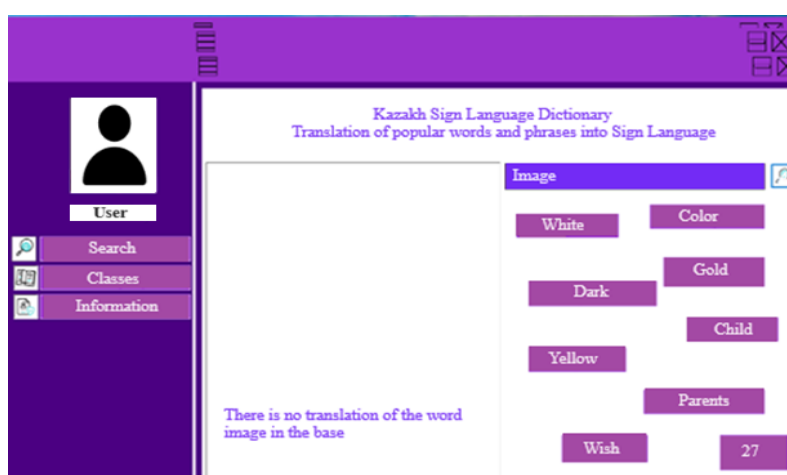 Kazakh Sign Language Dictionary
Translation of popular words and phrases into Sign Language
User
Search
Classes
Information
Image
White
Color
Gold
Dark
Child
Yellow
Parents
Wish
27
There is no translation of the word
image in the base